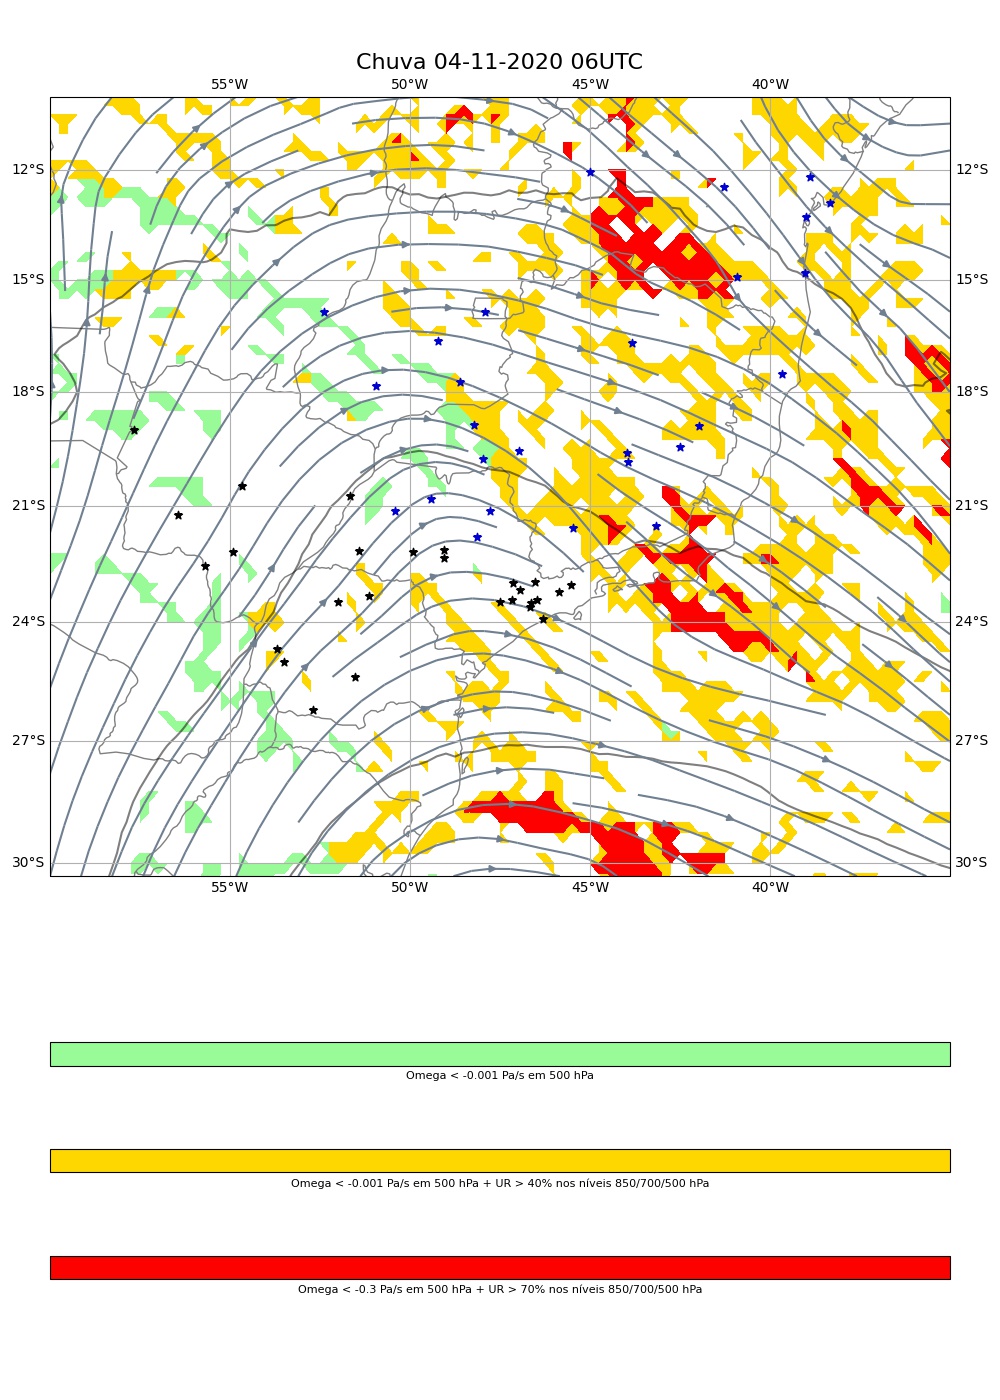 Chuva 04-11-2020 06UTC
55°W 50°W 45°W 40°W
12°S 12°S
15°S 15°S
18°S 18°S
21°S 21°S
24°S 24°S
27°S 27°S
30°S 30°S
55°W 50°W 45°W 40°W
Omega < -0.001 Pa/s em 500 hPa
Omega < -0.001 Pa/s em 500 hPa + UR > 40% nos níveis 850/700/500 hPa
Omega < -0.3 Pa/s em 500 hPa + UR > 70% nos níveis 850/700/500 hPa